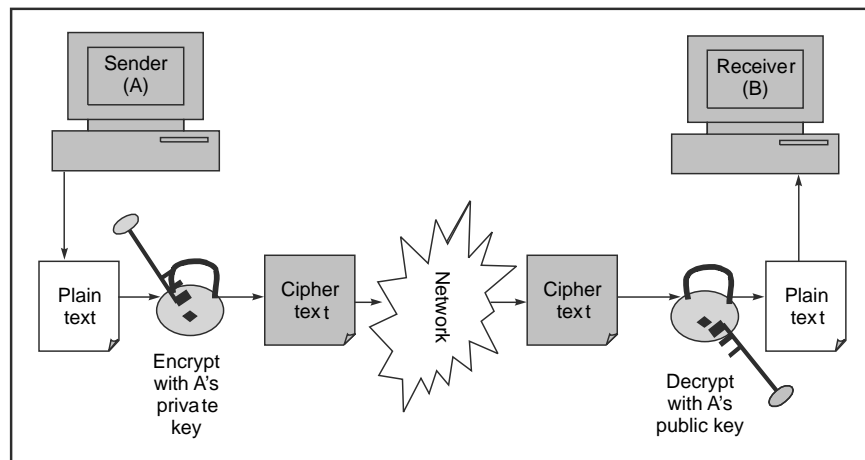 Sender
(A)
Receiver
(B)
Plain
text
Cipher
text
Network
Cipher
text
Plain
text
Encrypt
with A's
private
key
Decrypt
with A's
public key